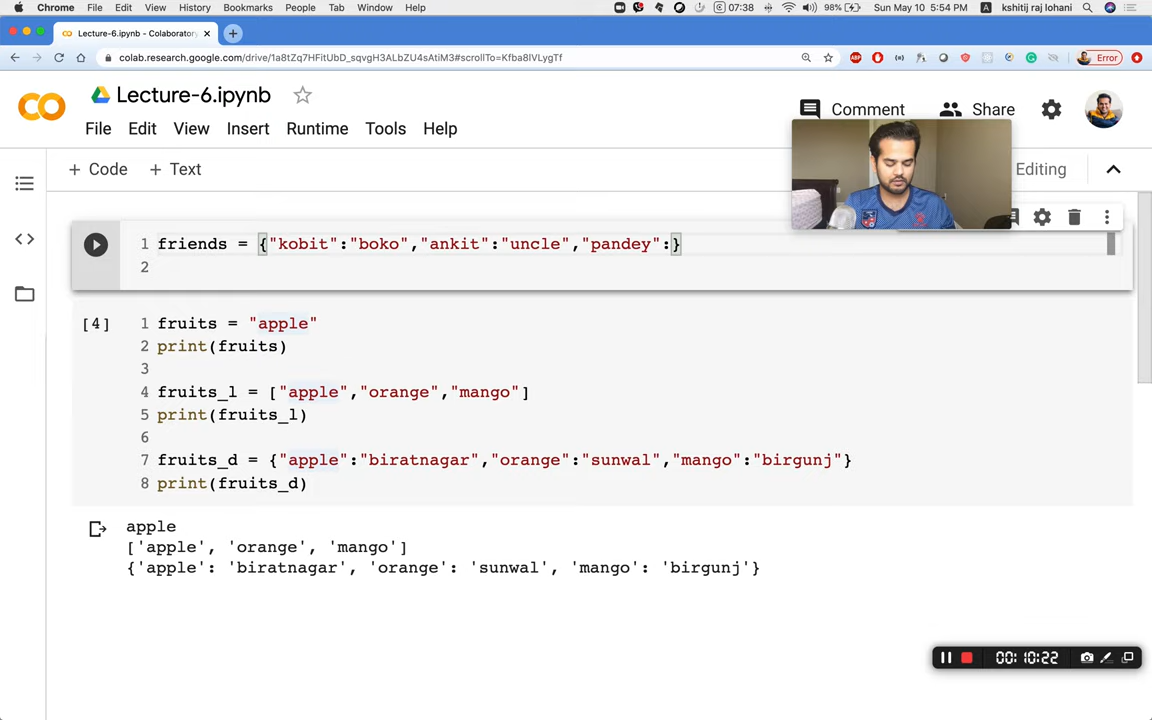 Chrome File Edit View History Bookmarks People Tab Window Help 07:38 98% Sun May 10 5:54 PM A kshitij raj lohani
Lecture-6.ipynb - Colaborator
colab.research.google.com/drive/1a8tZq7HFitUbD_sqvgH3ALbZU4sAtiM3#scrollTo=Kfba8IVLygTf ABP Error
CO Lecture-6.ipynb
Comment Share
File Edit View Insert Runtime Tools Help
+ Code + Text Editing
1 friends = {"kobit":"boko","ankit":"uncle","pandey":}
2
[4] 1 fruits = "apple"
2 print(fruits)
3
4 fruits_l = ["apple","orange","mango"]
5 print(fruits_l)
6
7 fruits_d = {"apple":"biratnagar","orange":"sunwal","mango":"birgunj"}
8 print(fruits_d)
apple
['apple', 'orange', 'mango']
{'apple': 'biratnagar', 'orange': 'sunwal', 'mango': 'birgunj'}
00:10:22